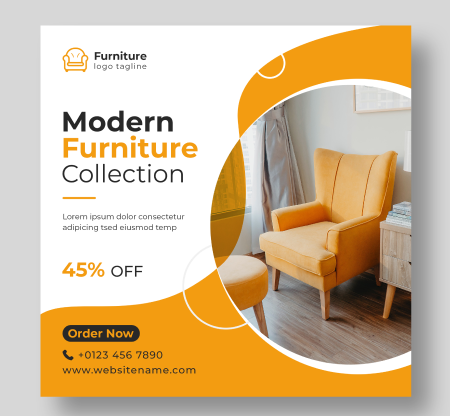 Furniture
logo tagline
Modern
Furniture
Collection
Lorem ipsum dolor consectetur
adipicing tsed eiusmod temp
45% OFF
Order Now
+0123 456 7890
www.websitename.com